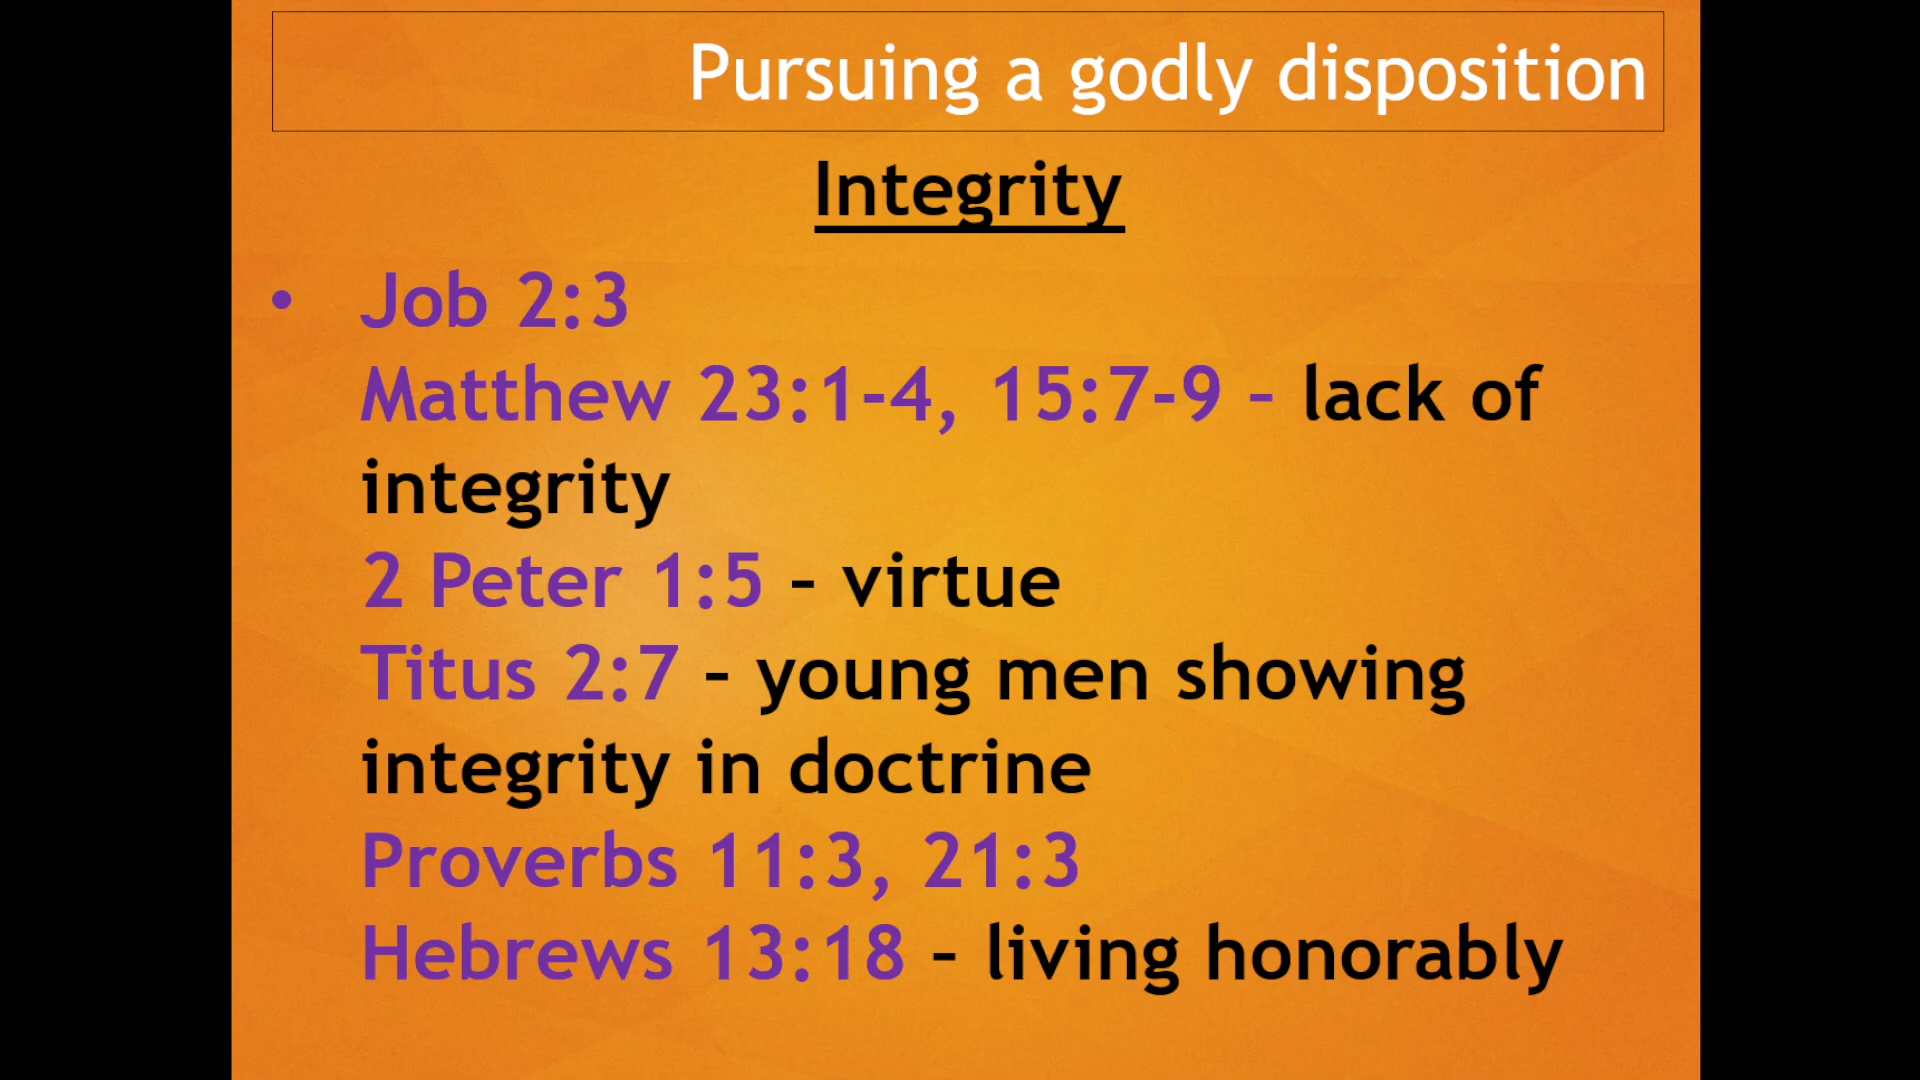 Pursuing a godly disposition
Integrity
• Job 2:3
Matthew 23:1-4, 15:7-9 – lack of
integrity
2 Peter 1:5 – virtue
Titus 2:7 – young men showing
integrity in doctrine
Proverbs 11:3, 21:3
Hebrews 13:18 – living honorably